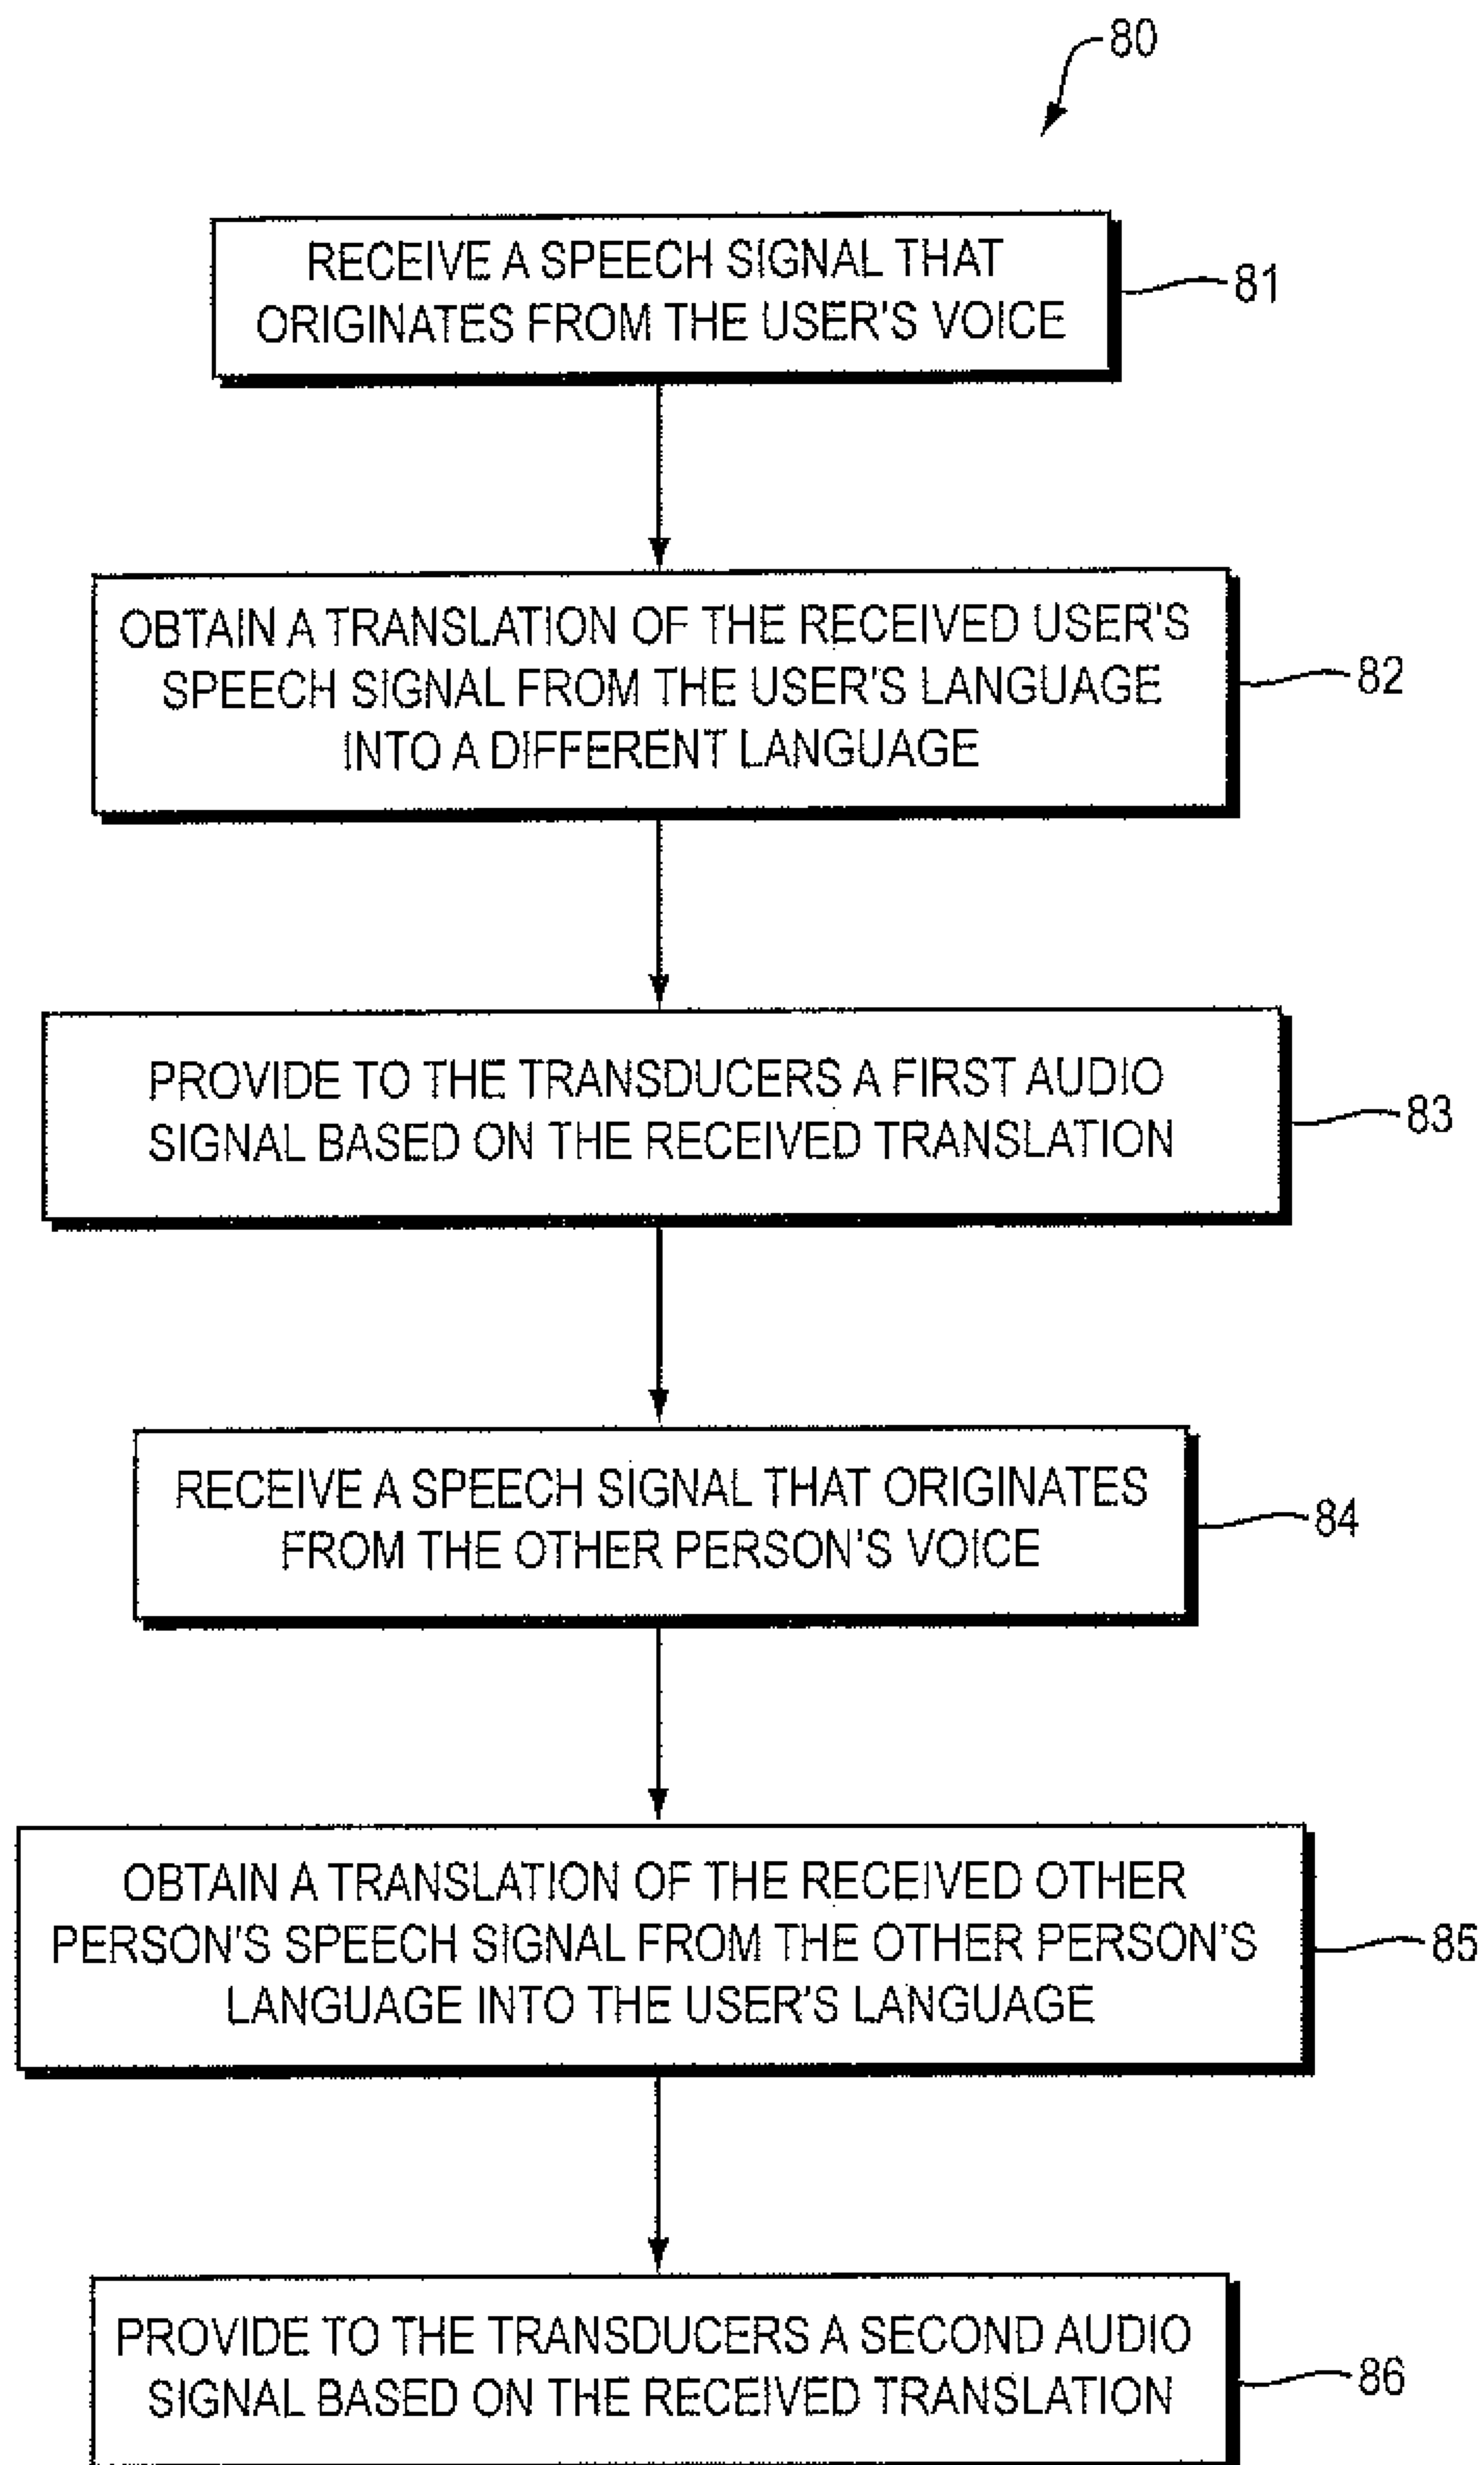 80
RECEIVE A SPEECH SIGNAL THAT
ORIGINATES FROM THE USER'S VOICE
81
OBTAIN A TRANSLATION OF THE RECEIVED USER'S
SPEECH SIGNAL FROM THE USER'S LANGUAGE
INTO A DIFFERENT LANGUAGE
82
PROVIDE TO THE TRANSDUCERS A FIRST AUDIO
SIGNAL BASED ON THE RECEIVED TRANSLATION
83
RECEIVE A SPEECH SIGNAL THAT ORIGINATES
FROM THE OTHER PERSON'S VOICE
84
OBTAIN A TRANSLATION OF THE RECEIVED OTHER
PERSON'S SPEECH SIGNAL FROM THE OTHER PERSON'S
LANGUAGE INTO THE USER'S LANGUAGE
85
PROVIDE TO THE TRANSDUCERS A SECOND AUDIO
SIGNAL BASED ON THE RECEIVED TRANSLATION
86